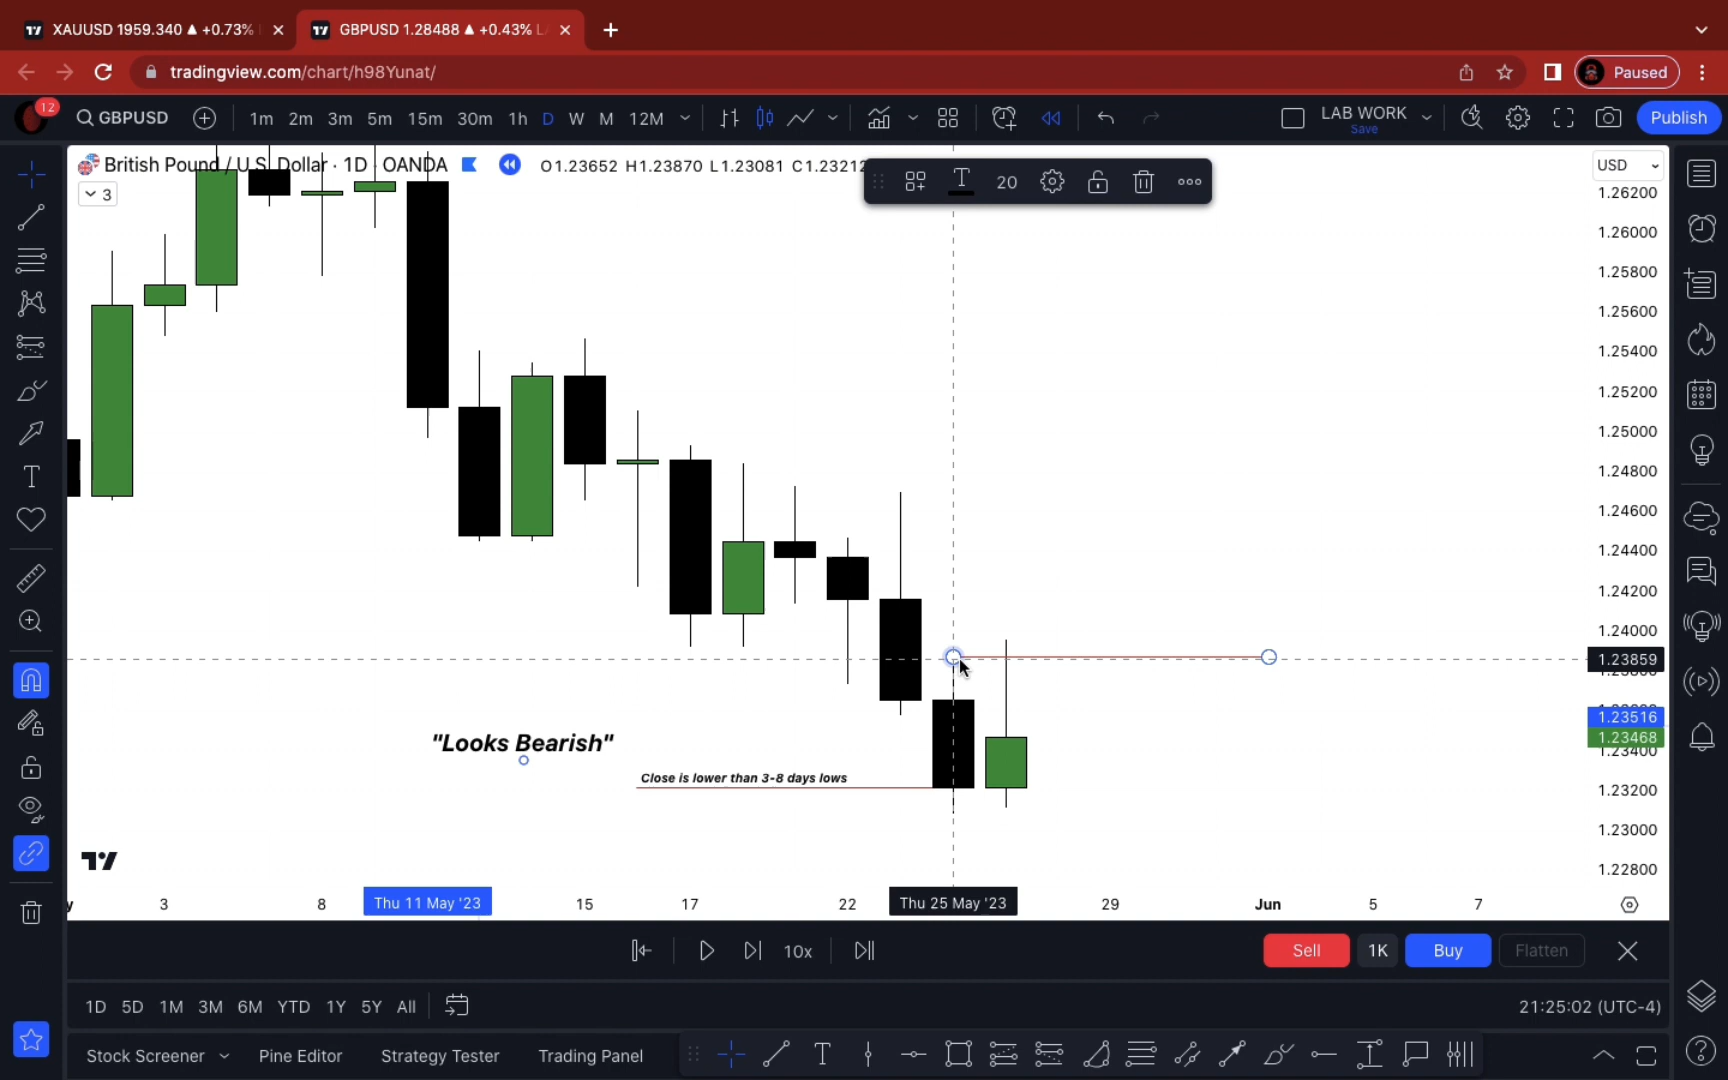 XAUUSD 1959.340 ▲ +0.73%
GBPUSD 1.28488 ▲ +0.43%
tradingview.com/chart/h98Yunat/
Paused
12
GBPUSD
1m 2m 3m 5m 15m 30m 1h D W M 12M
LAB WORK
Save
Publish
British Pound / U.S. Dollar · 1D · OANDA
O1.23652 H1.23870 L1.23081 C1.23212
20
USD
3
1.26200
1.26000
1.25800
1.25600
1.25400
1.25200
1.25000
1.24800
1.24600
1.24400
1.24200
1.24000
1.23859
1.23516
1.23468
1.23400
1.23200
1.23000
1.22800
"Looks Bearish"
Close is lower than 3-8 days lows
3 8 Thu 11 May '23 15 17 22 Thu 25 May '23 29 Jun 5 7
10x
Sell 1K Buy Flatten
1D 5D 1M 3M 6M YTD 1Y 5Y All
21:25:02 (UTC-4)
Stock Screener Pine Editor Strategy Tester Trading Panel